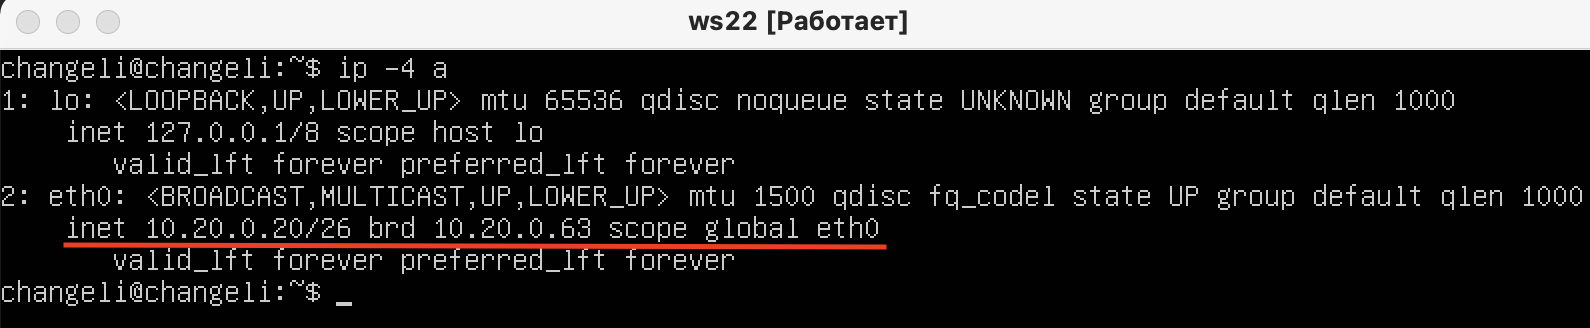 ws22 [Работает]
changeli@changeli:~$ ip -4 a
1: lo: <LOOPBACK,UP,LOWER_UP> mtu 65536 qdisc noqueue state UNKNOWN group default qlen 1000
inet 127.0.0.1/8 scope host lo
valid_lft forever preferred_lft forever
2: eth0: <BROADCAST,MULTICAST,UP,LOWER_UP> mtu 1500 qdisc fq_codel state UP group default qlen 1000
inet 10.20.0.20/26 brd 10.20.0.63 scope global eth0
valid_lft forever preferred_lft forever
changeli@changeli:~$ _